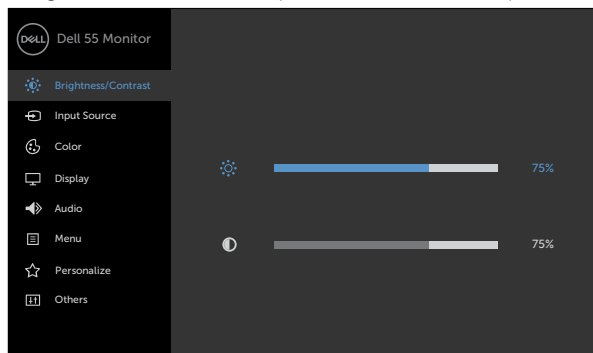 DELL
Dell 55 Monitor
Brightness/Contrast
Input Source
Color
75%
Display
Audio
Menu
75%
Personalize
Others